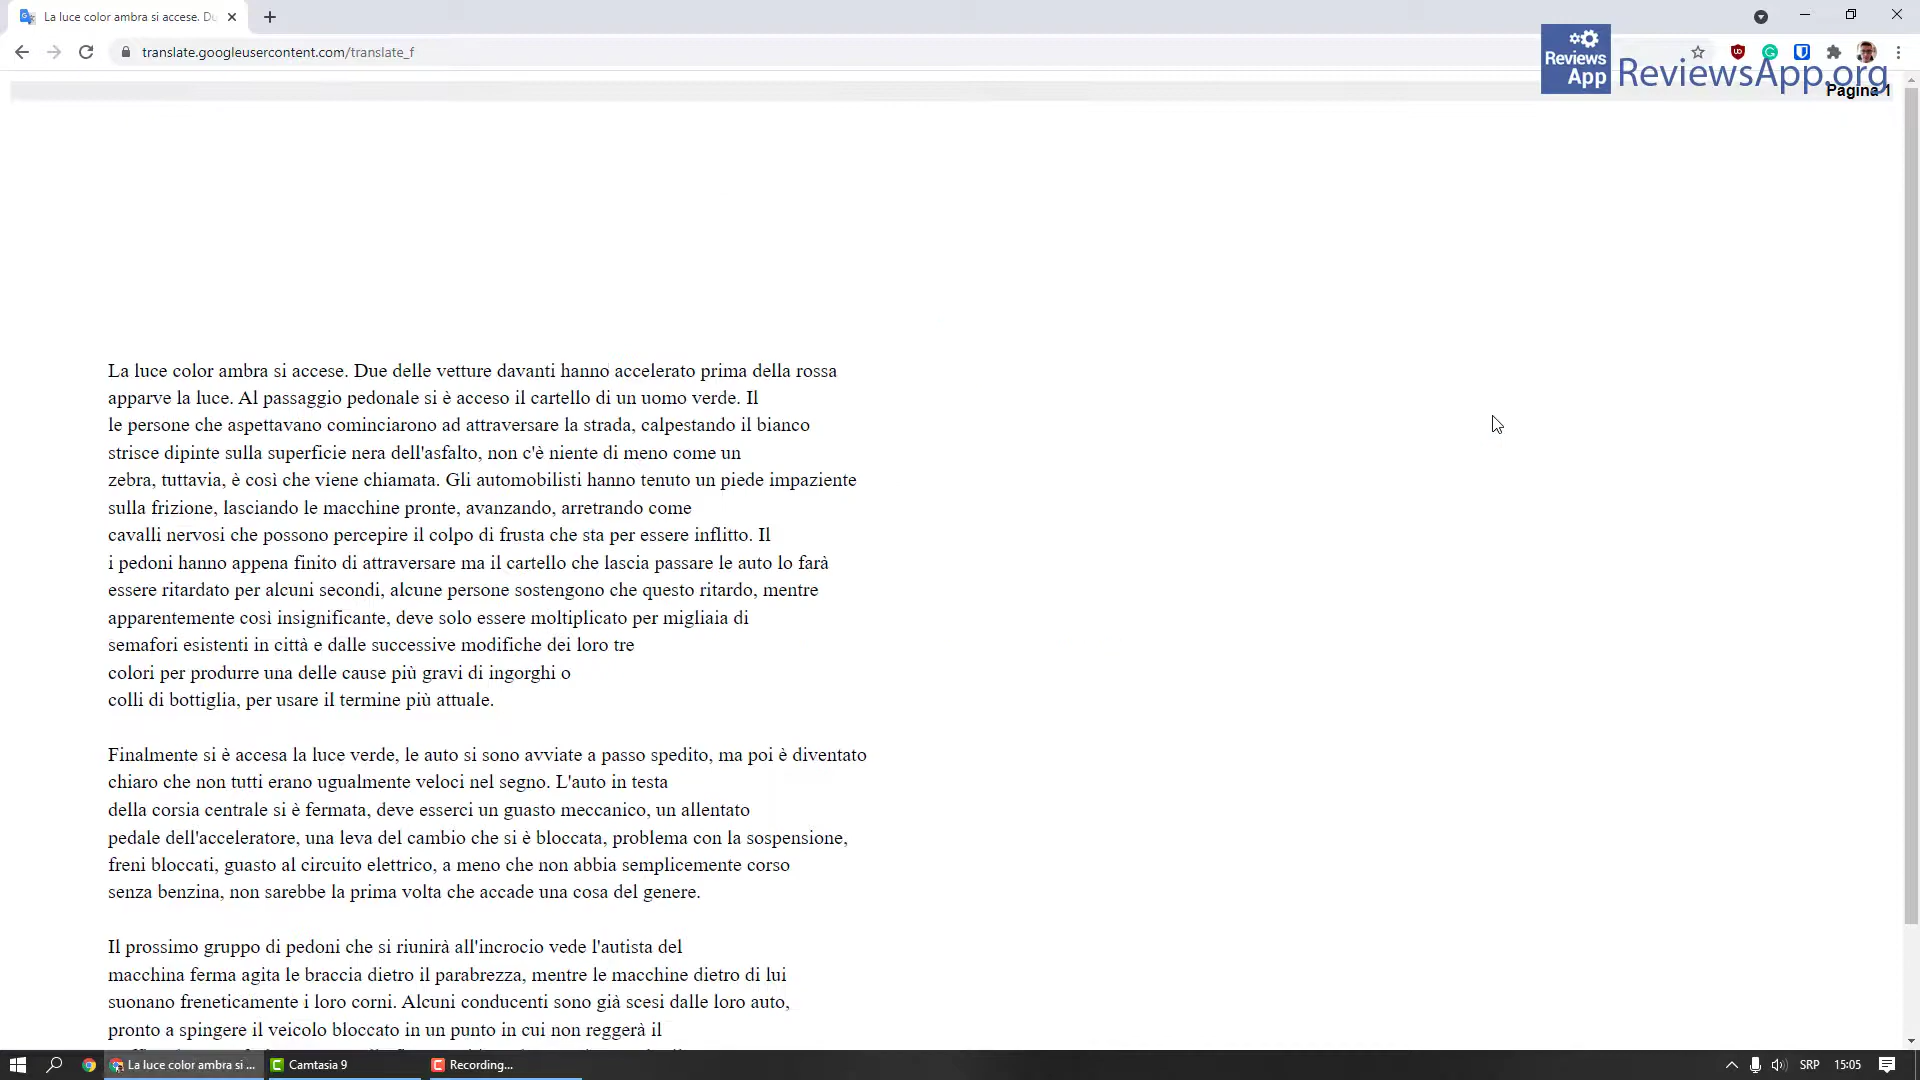 La luce color ambra si accese. Du
translate.googleusercontent.com/translate_f
Reviews
App
ReviewsApp.org
Pagina 1
La luce color ambra si accese. Due delle vetture davanti hanno accelerato prima della rossa
apparve la luce. Al passaggio pedonale si è acceso il cartello di un uomo verde. Il
le persone che aspettavano cominciarono ad attraversare la strada, calpestando il bianco
strisce dipinte sulla superficie nera dell'asfalto, non c'è niente di meno come un
zebra, tuttavia, è così che viene chiamata. Gli automobilisti hanno tenuto un piede impaziente
sulla frizione, lasciando le macchine pronte, avanzando, arretrando come
cavalli nervosi che possono percepire il colpo di frusta che sta per essere inflitto. Il
i pedoni hanno appena finito di attraversare ma il cartello che lascia passare le auto lo farà
essere ritardato per alcuni secondi, alcune persone sostengono che questo ritardo, mentre
apparentemente così insignificante, deve solo essere moltiplicato per migliaia di
semafori esistenti in città e dalle successive modifiche dei loro tre
colori per produrre una delle cause più gravi di ingorghi o
colli di bottiglia, per usare il termine più attuale.
Finalmente si è accesa la luce verde, le auto si sono avviate a passo spedito, ma poi è diventato
chiaro che non tutti erano ugualmente veloci nel segno. L'auto in testa
della corsia centrale si è fermata, deve esserci un guasto meccanico, un allentato
pedale dell'acceleratore, una leva del cambio che si è bloccata, problema con la sospensione,
freni bloccati, guasto al circuito elettrico, a meno che non abbia semplicemente corso
senza benzina, non sarebbe la prima volta che accade una cosa del genere.
Il prossimo gruppo di pedoni che si riunirà all'incrocio vede l'autista del
macchina ferma agita le braccia dietro il parabrezza, mentre le macchine dietro di lui
suonano freneticamente i loro corni. Alcuni conducenti sono già scesi dalle loro auto,
pronto a spingere il veicolo bloccato in un punto in cui non reggerà il
La luce color ambra si ...
Camtasia 9
Recording...
SRP
15:05